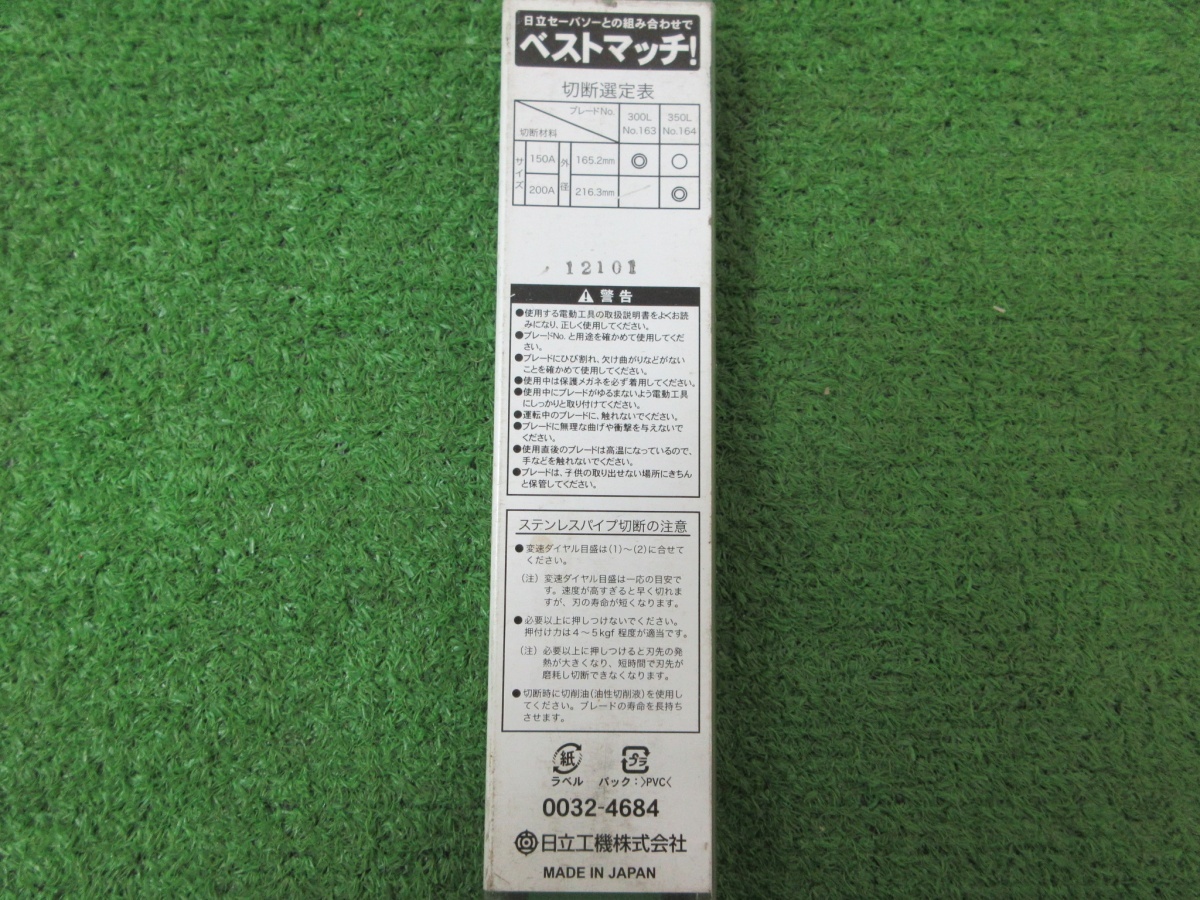 日立セーバソーとの組み合わせで
ベストマッチ!
切断選定表
ブレードNo.
切断材料
300L
No.163
350L
No.164
サイズ
150A
外径
165.2mm
◎
○
200A
216.3mm
◎
12101
警告
●使用する電動工具の取扱説明書をよくお読
みになり、正しく使用してください。
●ブレードNo. と用途を確かめて使用してくだ
さい。
●ブレードにひび割れ、欠け曲がりなどがない
ことを確かめて使用してください。
●使用中は保護メガネを必ず着用してください。
●使用中にブレードがゆるまないよう電動工具
にしっかりと取り付けてください。
●運転中のブレードに、触れないでください。
●ブレードに無理な曲げや衝撃を与えないで
ください。
●使用直後のブレードは高温になっているので、
手などを触れないでください。
●ブレードは、子供の取り出せない場所にきちん
と保管してください。
ステンレスパイプ切断の注意
●変速ダイヤル目盛は(1)~(2)に合せて
ください。
(注) 変速ダイヤル目盛は一応の目安で
す。速度が高すぎると早く切れま
すが、刃の寿命が短くなります。
●必要以上に押しつけないでください。
押付け力は4~5kgf 程度が適当です。
(注) 必要以上に押しつけると刃先の発
熱が大きくなり、短時間で刃先が
磨耗し切断できなくなります。
●切断時に切削油(油性切削液)を使用し
てください。ブレードの寿命を長持ち
させます。
紙
プラ
ラベル
パック:>PVC<
0032-4684
日立工機株式会社
MADE IN JAPAN